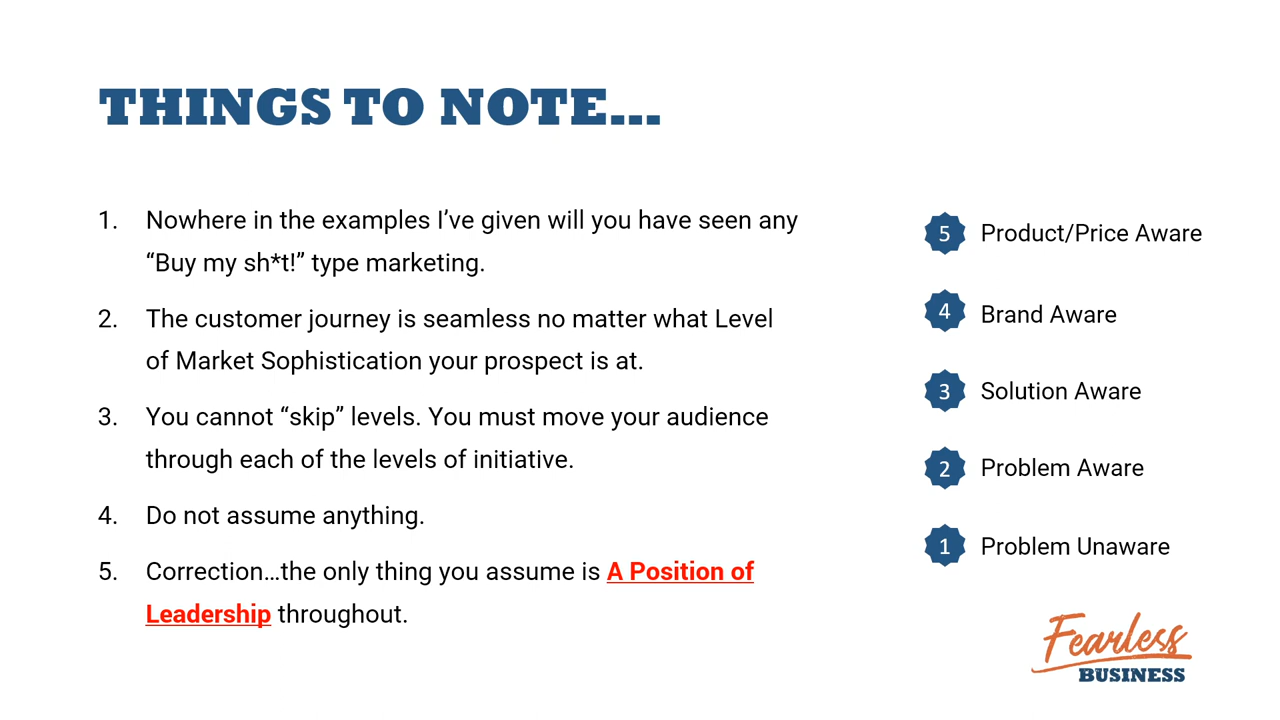 THINGS TO NOTE...
1. Nowhere in the examples I’ve given will you have seen any
“Buy my sh*t!” type marketing.
2. The customer journey is seamless no matter what Level
of Market Sophistication your prospect is at.
3. You cannot “skip” levels. You must move your audience
through each of the levels of initiative.
4. Do not assume anything.
5. Correction…the only thing you assume is A Position of
Leadership throughout.
5 Product/Price Aware
4 Brand Aware
3 Solution Aware
2 Problem Aware
1 Problem Unaware
Fearless
BUSINESS